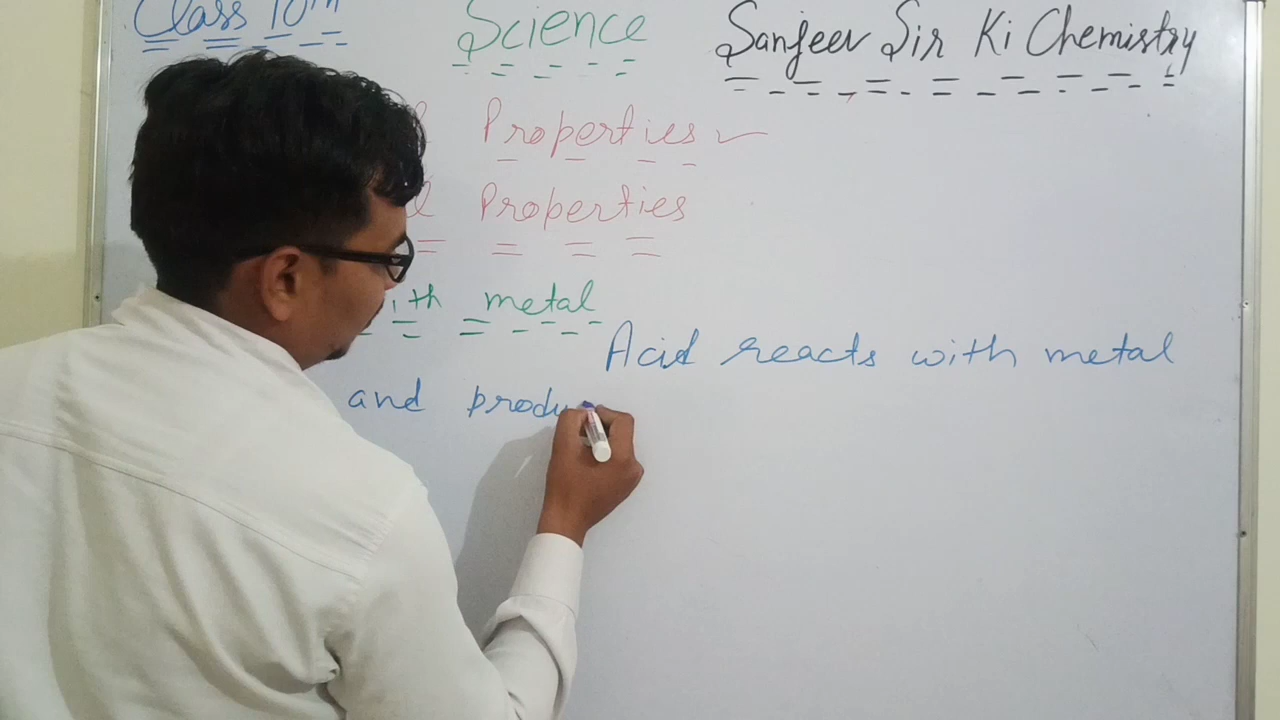 Class 10th Science Sanjeev Sir Ki Chemistry
Properties
Properties
with metal
Acid reacts with metal
and produ